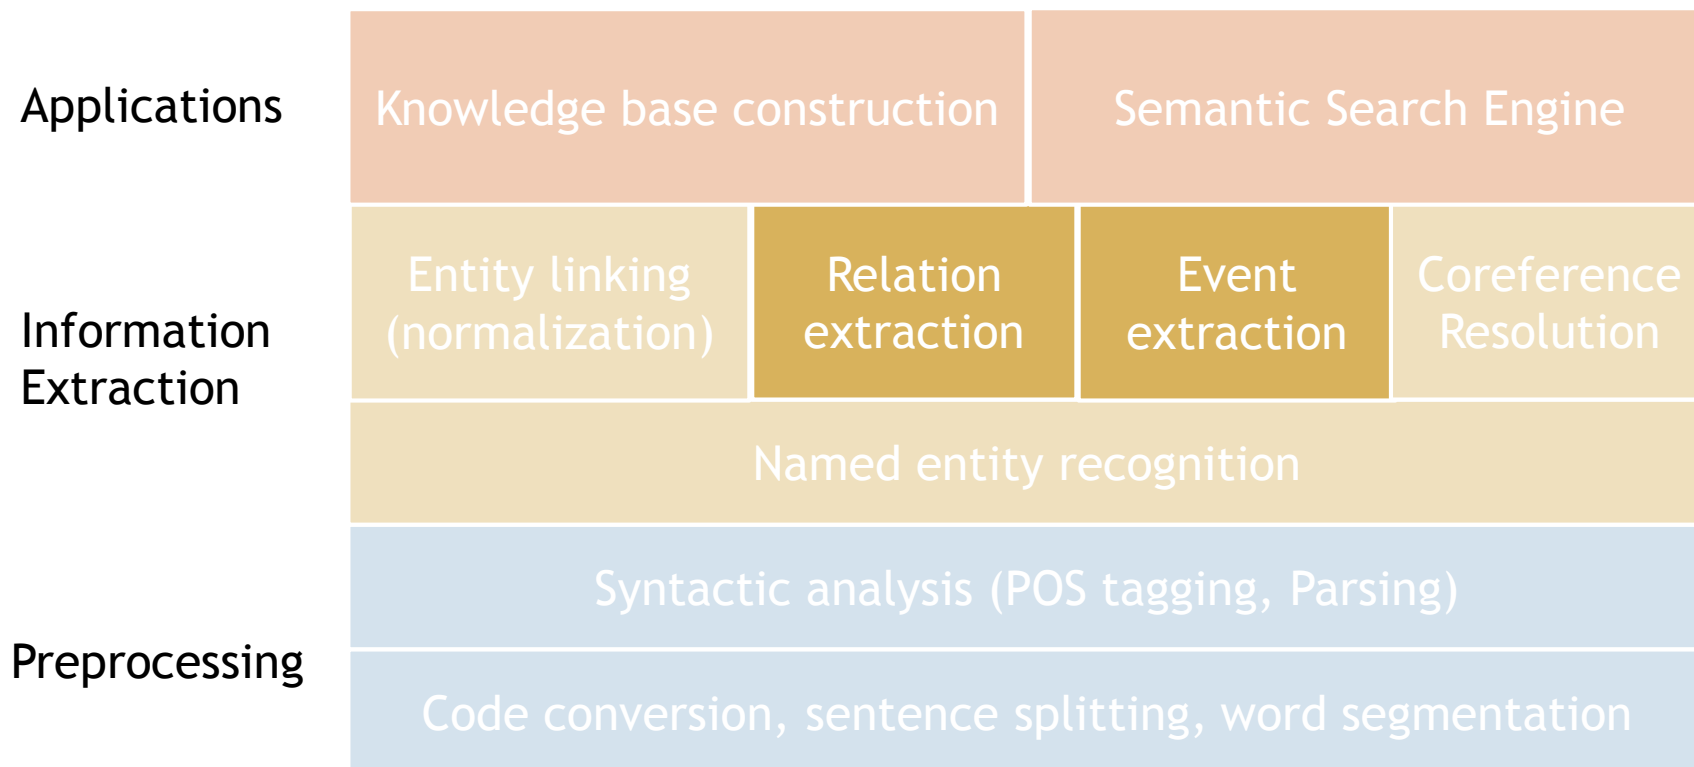 Applications
Knowledge base construction
Semantic Search Engine
Information
Extraction
Entity linking
(normalization)
Relation
extraction
Event
extraction
Coreference
Resolution
Named entity recognition
Preprocessing
Syntactic analysis (POS tagging, Parsing)
Code conversion, sentence splitting, word segmentation